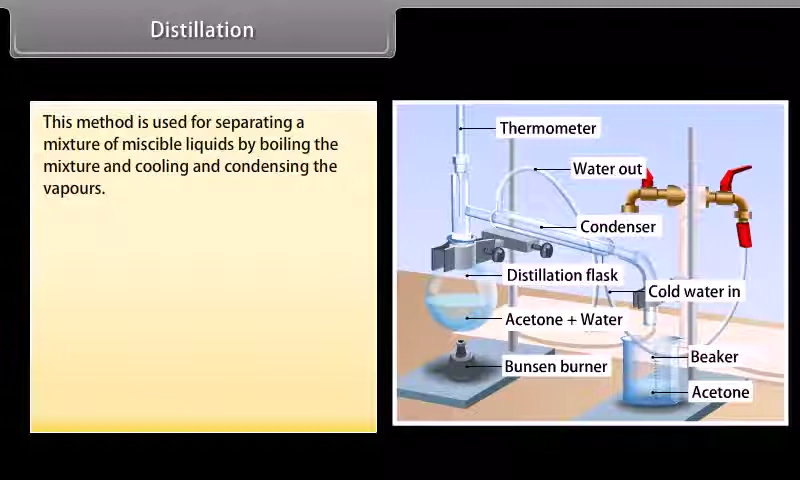 Distillation
This method is used for separating a
mixture of miscible liquids by boiling the
mixture and cooling and condensing the
vapours.
Thermometer
Water out
Condenser
Distillation flask
Cold water in
Acetone + Water
Beaker
Bunsen burner
Acetone